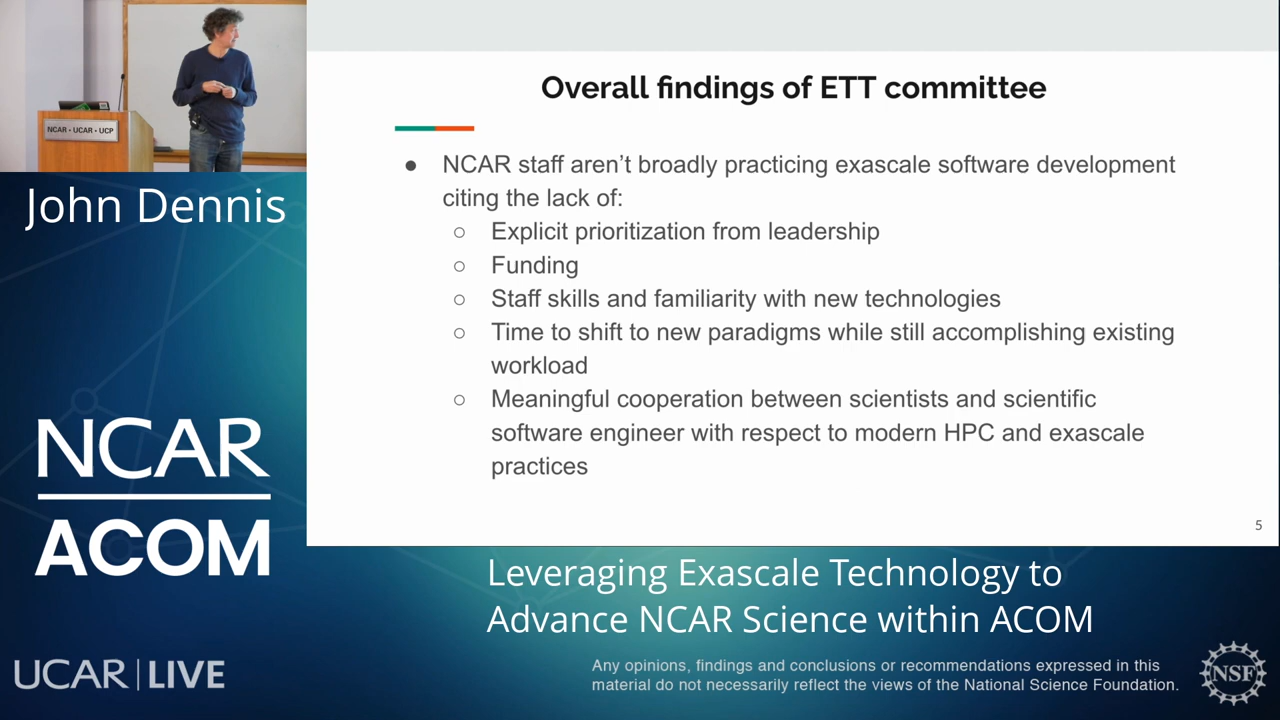 NCAR • UCAR • UCP
John Dennis
NCAR
ACOM
UCAR | LIVE
Overall findings of ETT committee
● NCAR staff aren’t broadly practicing exascale software development
citing the lack of:
○ Explicit prioritization from leadership
○ Funding
○ Staff skills and familiarity with new technologies
○ Time to shift to new paradigms while still accomplishing existing
workload
○ Meaningful cooperation between scientists and scientific
software engineer with respect to modern HPC and exascale
practices
5
Leveraging Exascale Technology to
Advance NCAR Science within ACOM
Any opinions, findings and conclusions or recommendations expressed in this
material do not necessarily reflect the views of the National Science Foundation.
NSF